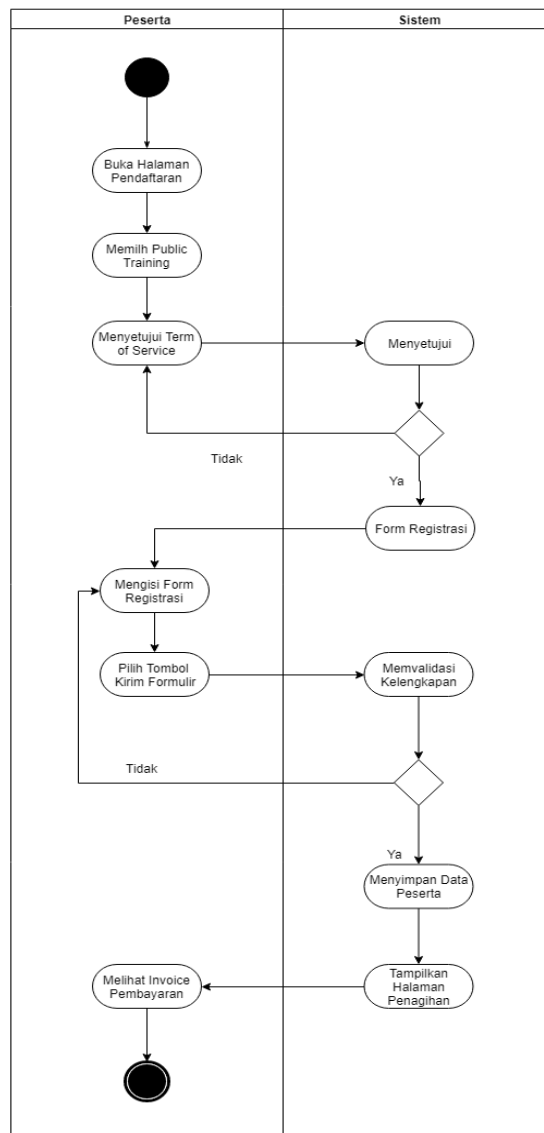 Peserta
Sistem
Buka Halaman
Pendaftaran
Memilh Public
Training
Menyetujui Term
of Service
Menyetujui
Tidak
Ya
Form Registrasi
Mengisi Form
Registrasi
Pilih Tombol
Kirim Formulir
Memvalidasi
Kelengkapan
Tidak
Ya
Menyimpan Data
Peserta
Melihat Invoice
Pembayaran
Tampilkan
Halaman
Penagihan